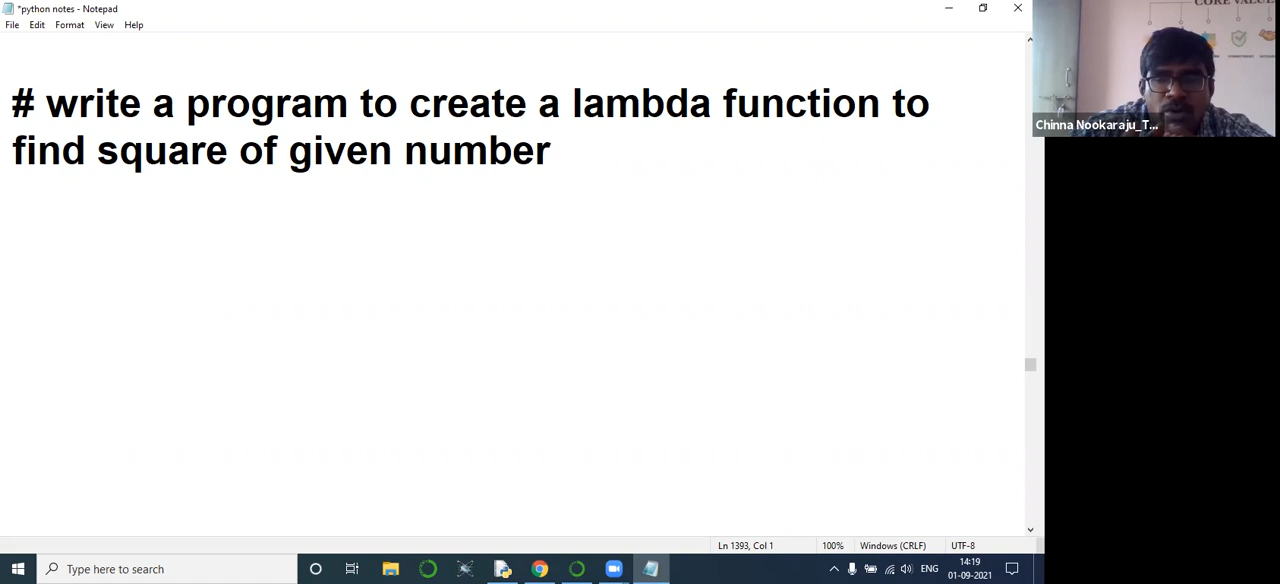 *python notes - Notepad
File Edit Format View Help
CORE VALUE
# write a program to create a lambda function to
find square of given number
Chinna Nookaraju_T...
Ln 1393, Col 1 100% Windows (CRLF) UTF-8
Type here to search
ENG
14:19
01-09-2021